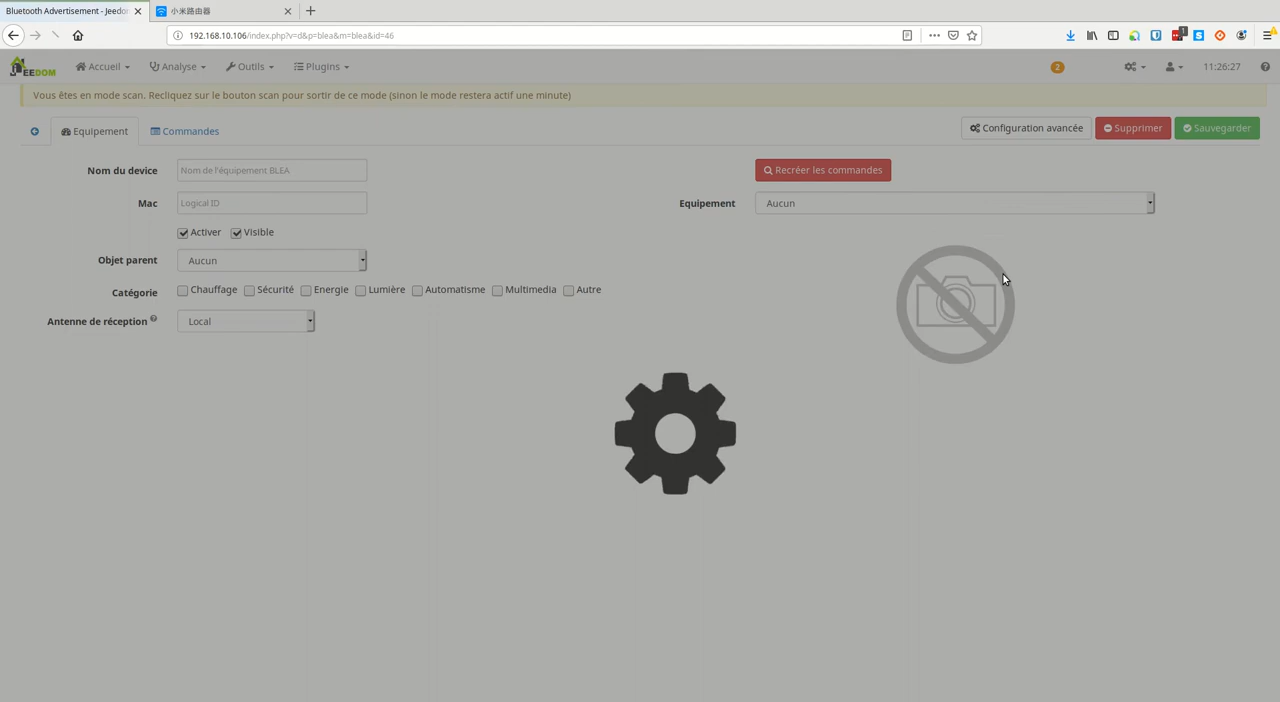 Bluetooth Advertisement - Jeedo
小米路由器
192.168.10.106/index.php?v=d&p=blea&m=blea&id=46
1
JEEDOM
Accueil
Analyse
Outils
Plugins
2
11:26:27
Vous êtes en mode scan. Recliquez sur le bouton scan pour sortir de ce mode (sinon le mode restera actif une minute)
Equipement
Commandes
Configuration avancée
Supprimer
Sauvegarder
Nom du device
Nom de l'équipement BLEA
Recréer les commandes
Mac
Logical ID
Equipement
Aucun
Activer
Visible
Objet parent
Aucun
Catégorie
Chauffage
Sécurité
Energie
Lumière
Automatisme
Multimedia
Autre
Antenne de réception
Local